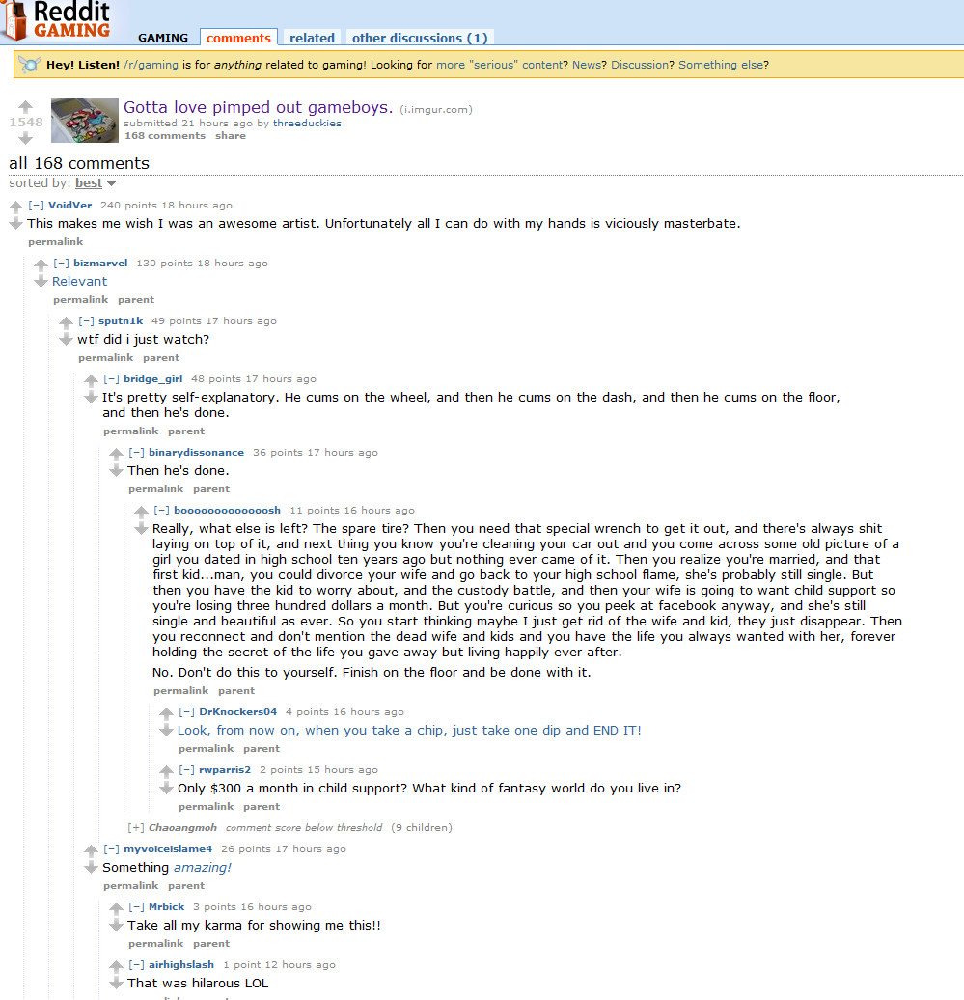 Reddit
GAMING
GAMING comments related other discussions (1)
Hey! Listen! /r/gaming is for anything related to gaming! Looking for more "serious" content? News? Discussion? Something else?
Gotta love pimped out gameboys. (i.imgur.com)
1548
submitted 21 hours ago by threeduckies
168 comments share
all 168 comments
sorted by: best
[–] VoidVer 240 points 18 hours ago
This makes me wish I was an awesome artist. Unfortunately all I can do with my hands is viciously masterbate.
permalink
[–] bizmarvel 130 points 18 hours ago
Relevant
permalink parent
[–] sputn1k 49 points 17 hours ago
wtf did i just watch?
permalink parent
[–] bridge_girl 48 points 17 hours ago
It's pretty self-explanatory. He cums on the wheel, and then he cums on the dash, and then he cums on the floor,
and then he's done.
permalink parent
[–] binarydissonance 36 points 17 hours ago
Then he's done.
permalink parent
[–] booooooooooooosh 11 points 16 hours ago
Really, what else is left? The spare tire? Then you need that special wrench to get it out, and there's always shit
laying on top of it, and next thing you know you're cleaning your car out and you come across some old picture of a
girl you dated in high school ten years ago but nothing ever came of it. Then you realize you're married, and that
first kid...man, you could divorce your wife and go back to your high school flame, she's probably still single. But
then you have the kid to worry about, and the custody battle, and then your wife is going to want child support so
you're losing three hundred dollars a month. But you're curious so you peek at facebook anyway, and she's still
single and beautiful as ever. So you start thinking maybe I just get rid of the wife and kid, they just disappear. Then
you reconnect and don't mention the dead wife and kids and you have the life you always wanted with her, forever
holding the secret of the life you gave away but living happily ever after.
No. Don't do this to yourself. Finish on the floor and be done with it.
permalink parent
[–] DrKnockers04 4 points 16 hours ago
Look, from now on, when you take a chip, just take one dip and END IT!
permalink parent
[–] rwparris2 2 points 15 hours ago
Only $300 a month in child support? What kind of fantasy world do you live in?
permalink parent
[+] Chaoangmoh comment score below threshold (9 children)
[–] myvoiceislame4 26 points 17 hours ago
Something amazing!
permalink parent
[–] Mrbick 3 points 16 hours ago
Take all my karma for showing me this!!
permalink parent
[–] airhighslash 1 point 12 hours ago
That was hilarous LOL